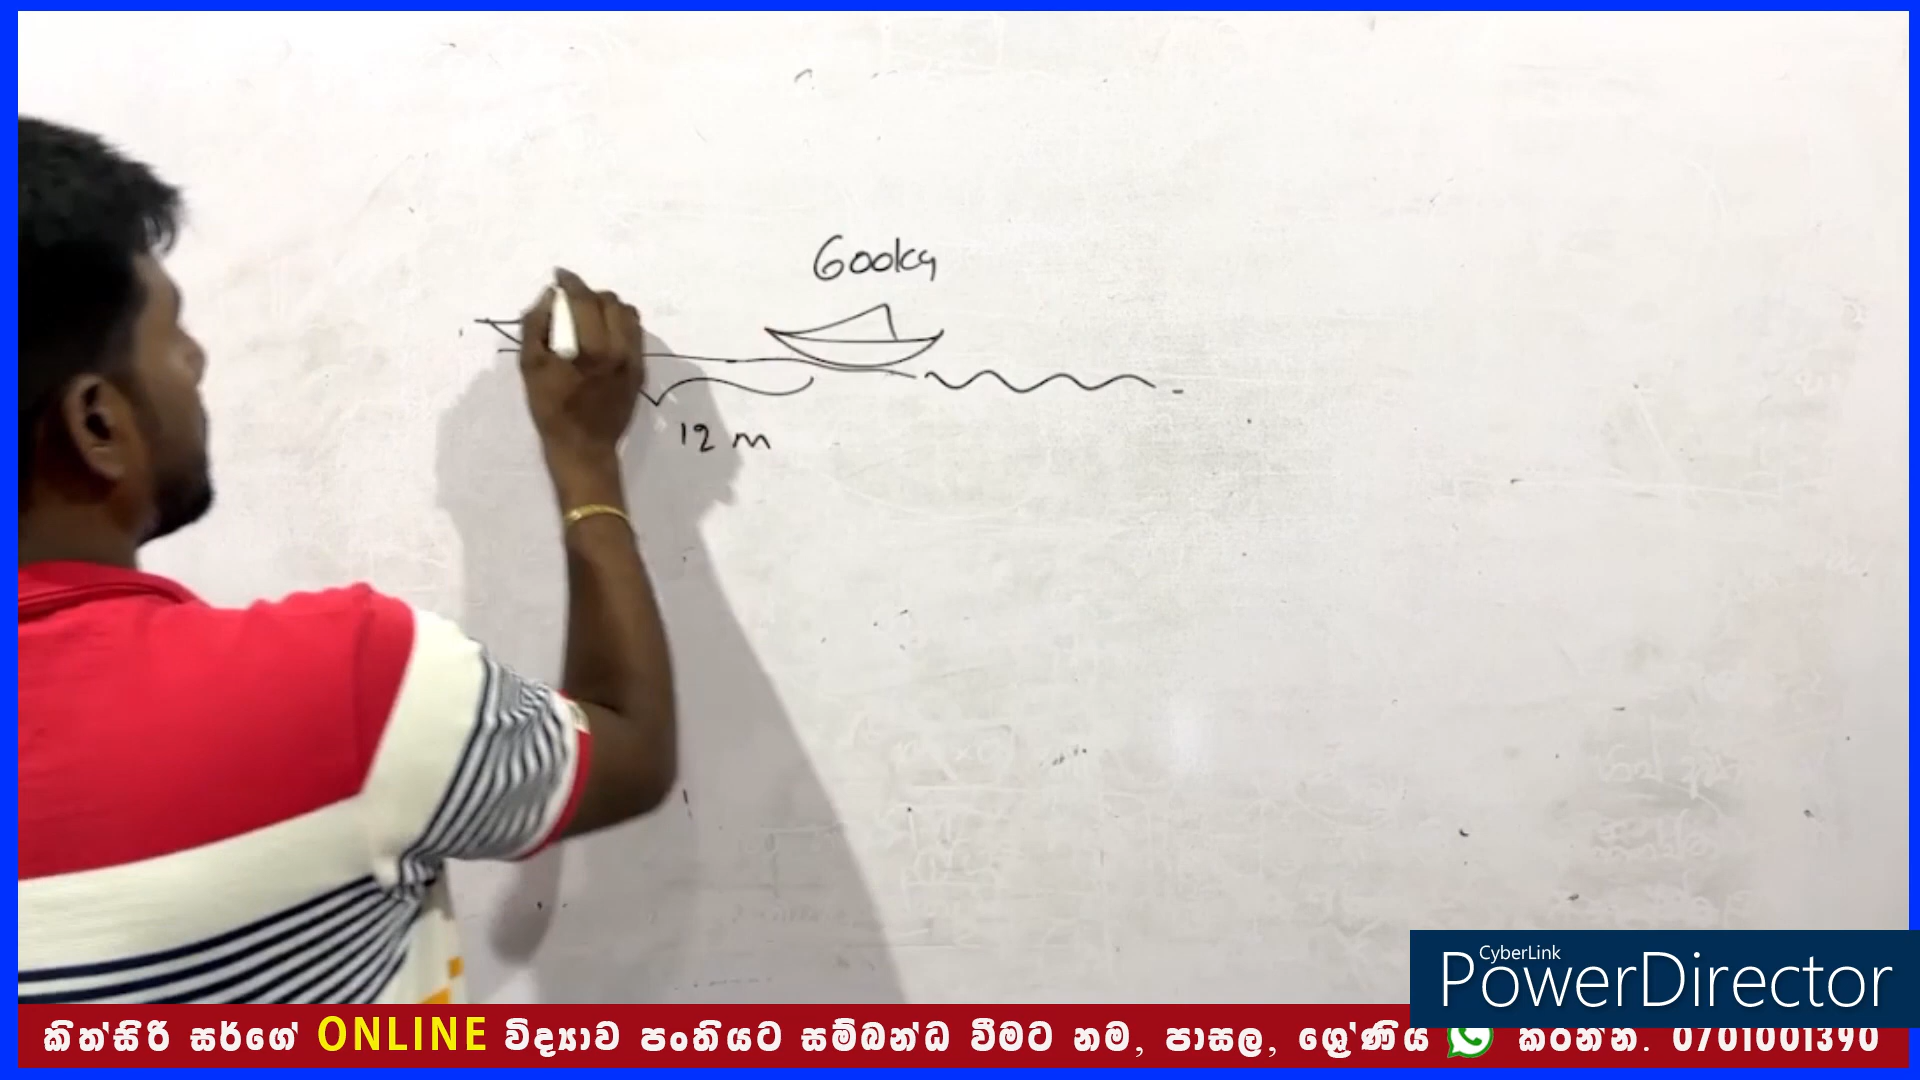 600kg
12 m
CyberLink
PowerDirector
කිත්සිරි සර්ගේ ONLINE විද්‍යාව පංතියට සම්බන්ධ වීමට නම, පාසල, ශ්‍රේණිය කරන්න. 0701001390